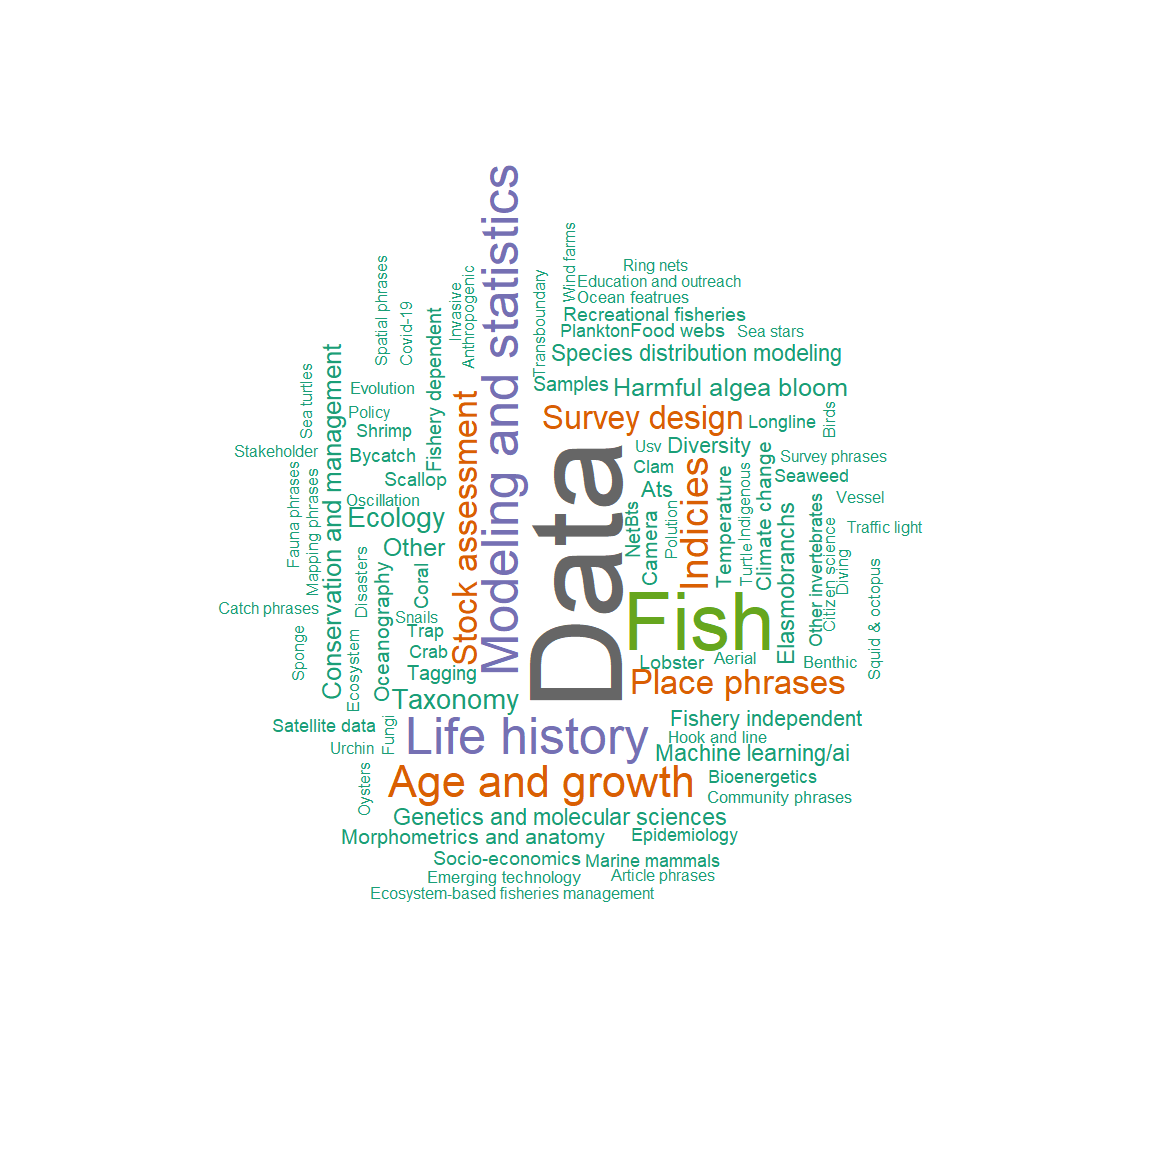 Modeling and statistics
Wind farms
Spatial phrases
Ring nets
Invasive
Anthropogenic
Transboundary
Education and outreach
Ocean featrues
Covid-19
Fishery dependent
Recreational fisheries
Plankton
Food webs
Sea stars
Conservation and management
Species distribution modeling
Sea turtles
Evolution
Stock assessment
Samples
Harmful algea bloom
Policy
Survey design
Longline
Birds
Shrimp
Stakeholder
Bycatch
Data
Usv
Diversity
Climate change
Survey phrases
Fauna phrases
Mapping phrases
Scallop
Clam
Indicies
Temperature
Indigenous
Seaweed
Oscillation
Ats
Vessel
Ecology
Net
Bts
Camera
Polution
Elasmobranchs
Other invertebrates
Citizen science
Traffic light
Other
Disasters
Oceanography
Coral
Turtle
Diving
Squid & octopus
Catch phrases
Snails
Fish
Sponge
Ecosystem
Trap
Crab
Lobster
Aerial
Benthic
Tagging
Place phrases
Taxonomy
Satellite data
Fungi
Life history
Fishery independent
Hook and line
Urchin
Machine learning/ai
Oysters
Age and growth
Bioenergetics
Community phrases
Genetics and molecular sciences
Morphometrics and anatomy
Epidemiology
Socio-economics
Marine mammals
Emerging technology
Article phrases
Ecosystem-based fisheries management